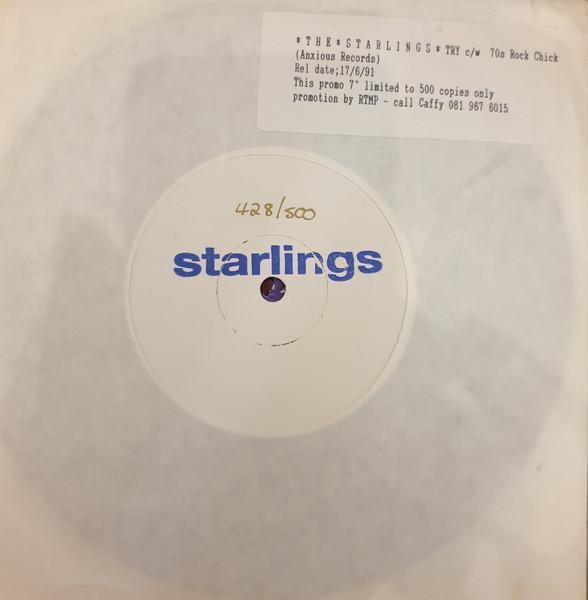 *THE*STARLINGS* TRY c/w 70s Rock Chick
(Anxious Records)
Rel date;17/6/91
This promo 7" limited to 500 copies only
promotion by RTMP - call Caffy 081 967 6015
428/500
starlings